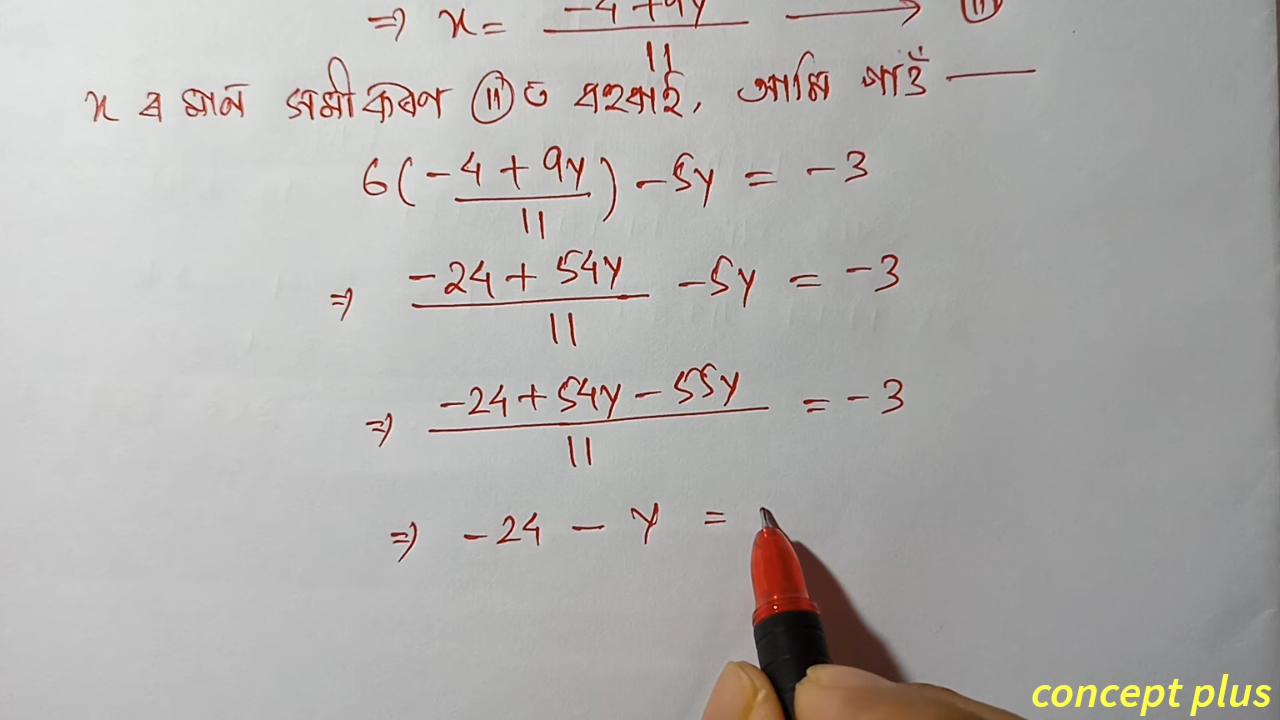 ⇒ x = (-4 + 9y)/11 ⟶ (ii)
x ৰ মান সমীকৰণ (ii) ত বহুৱাই, আমি পাওঁ —
6((-4 + 9y)/11) - 5y = -3
⇒ (-24 + 54y)/11 - 5y = -3
⇒ (-24 + 54y - 55y)/11 = -3
⇒ -24 - y =
concept plus